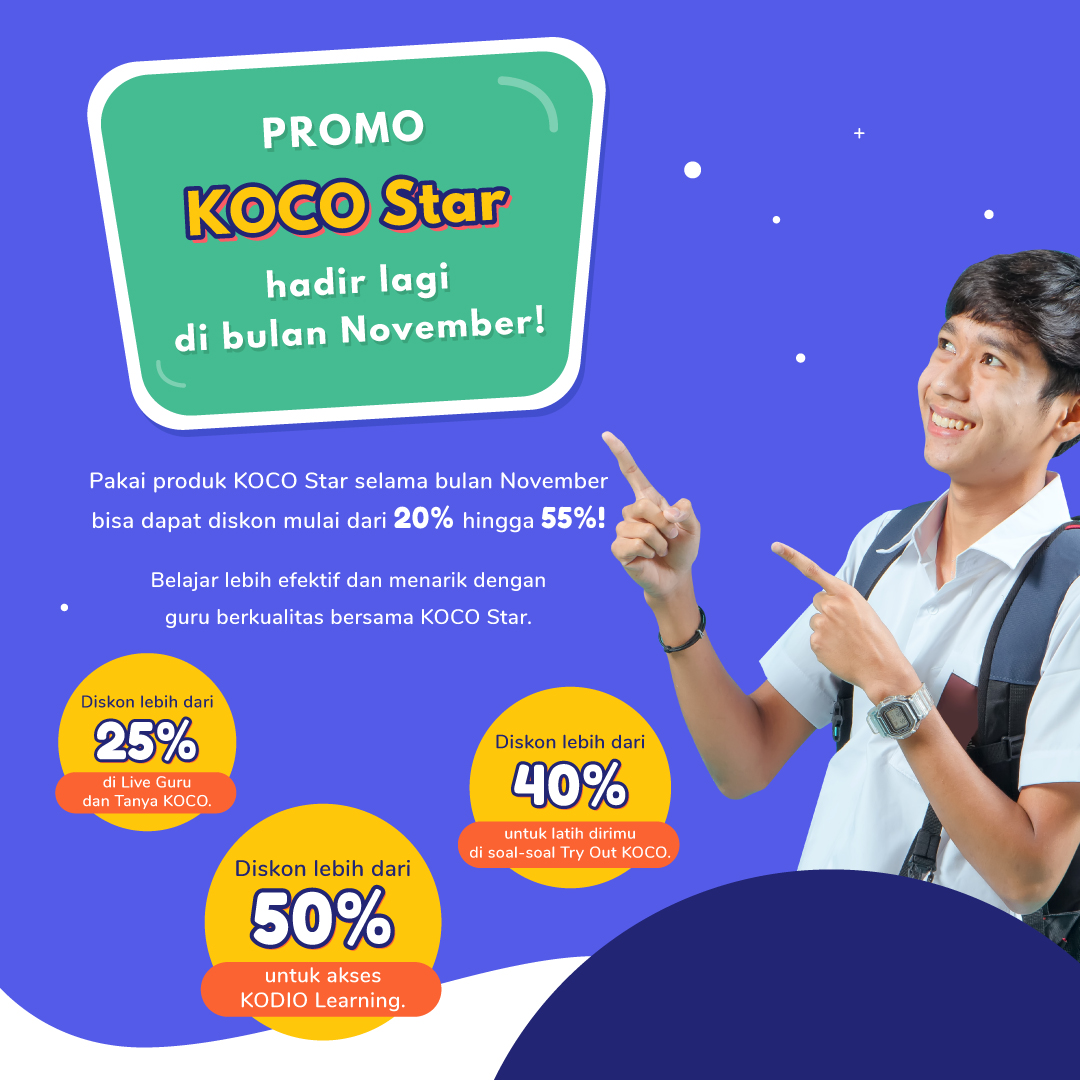 PROMO
KOCO Star
hadir lagi
di bulan November!
Pakai produk KOCO Star selama bulan November
bisa dapat diskon mulai dari 20% hingga 55%!
Belajar lebih efektif dan menarik dengan
guru berkualitas bersama KOCO Star.
Diskon lebih dari
25%
di Live Guru
dan Tanya KOCO.
Diskon lebih dari
40%
untuk latih dirimu
di soal-soal Try Out KOCO.
Diskon lebih dari
50%
untuk akses
KODIO Learning.